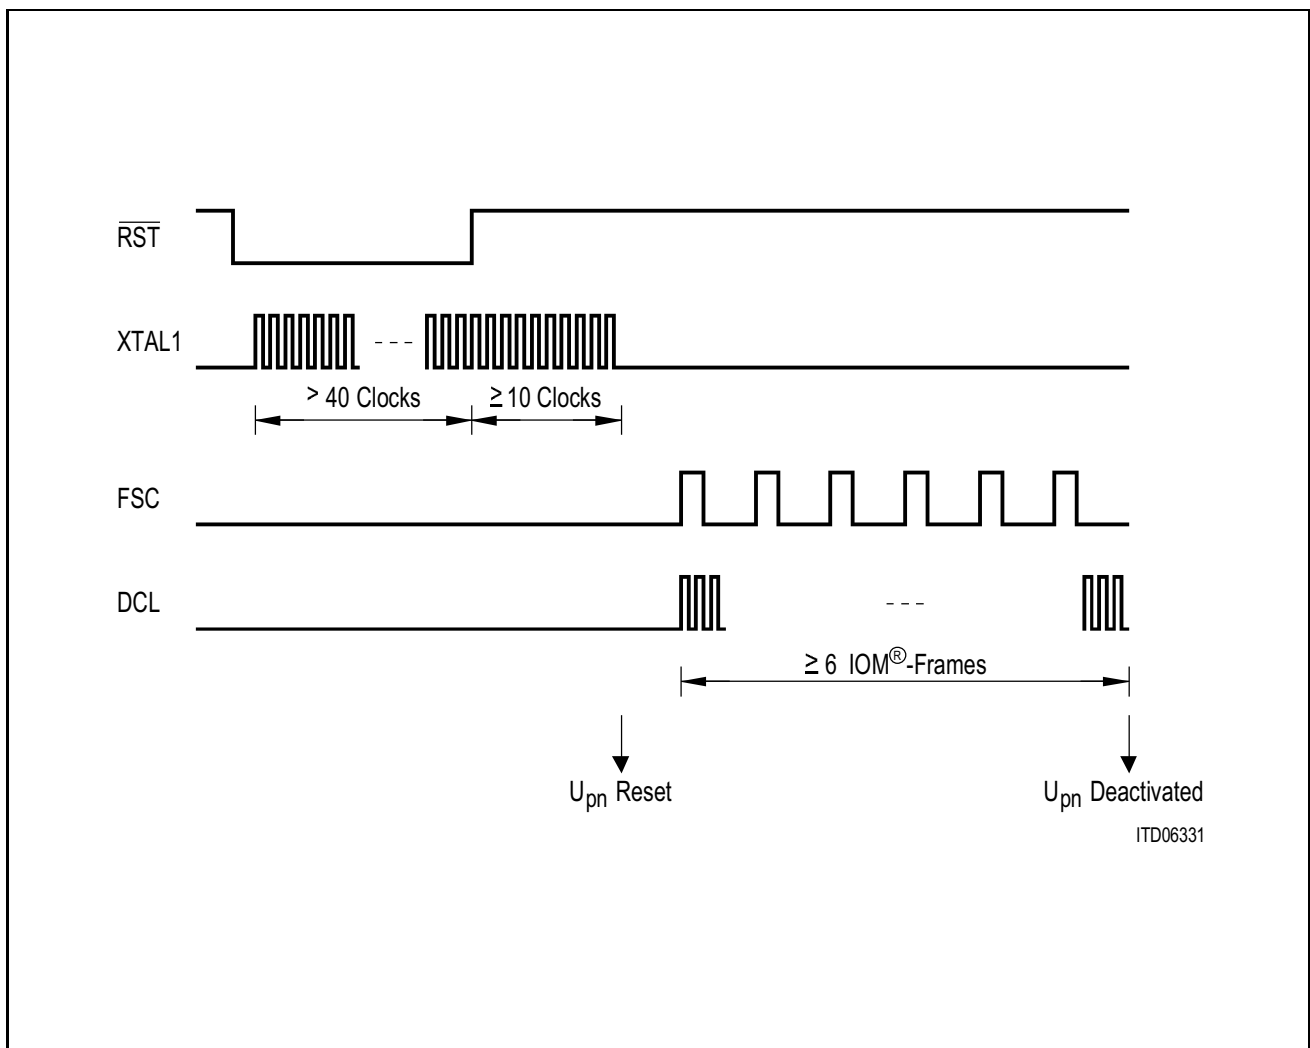 RST
XTAL1
> 40 Clocks
≥ 10 Clocks
FSC
DCL
- - -
≥ 6 IOM®-Frames
Upn Reset
Upn Deactivated
ITD06331